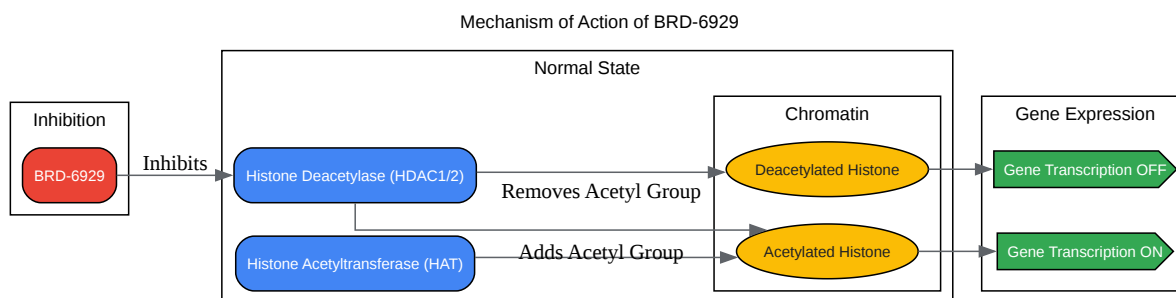 Mechanism of Action of BRD-6929
Normal State
Inhibition
Chromatin
Gene Expression
BRD-6929
Inhibits
Histone Deacetylase (HDAC1/2)
Removes Acetyl Group
Deacetylated Histone
Gene Transcription OFF
Histone Acetyltransferase (HAT)
Adds Acetyl Group
Acetylated Histone
Gene Transcription ON